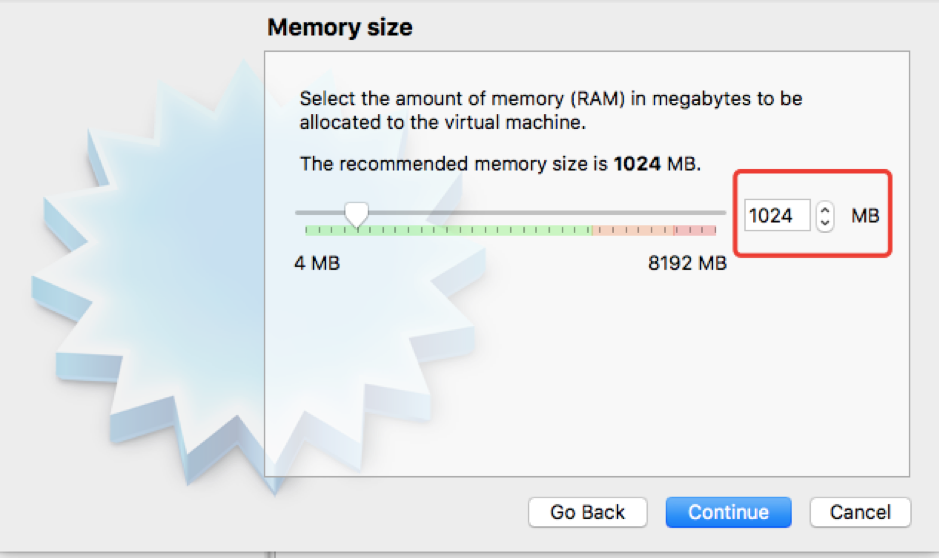 Memory size
Select the amount of memory (RAM) in megabytes to be
allocated to the virtual machine.
The recommended memory size is 1024 MB.
1024 MB
4 MB 8192 MB
Go Back Continue Cancel